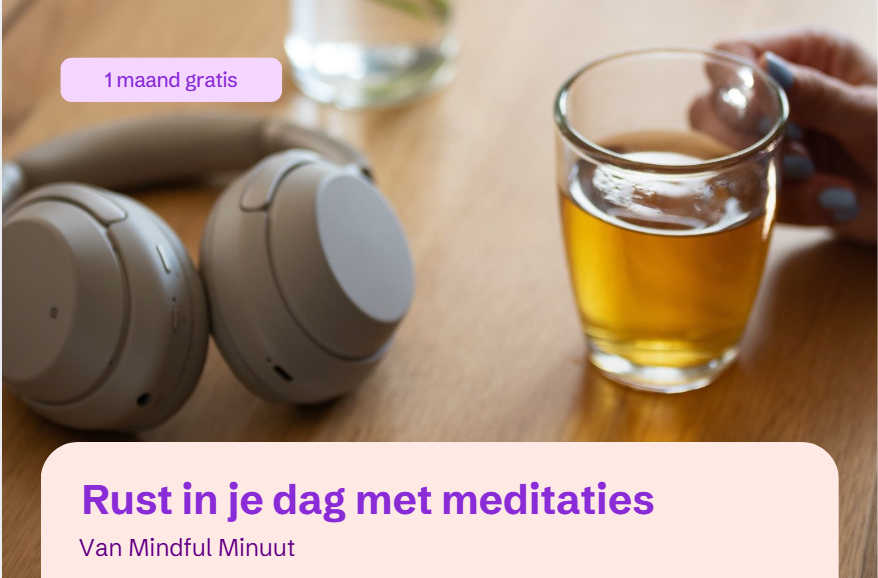 1 maand gratis
Rust in je dag met meditaties
Van Mindful Minuut